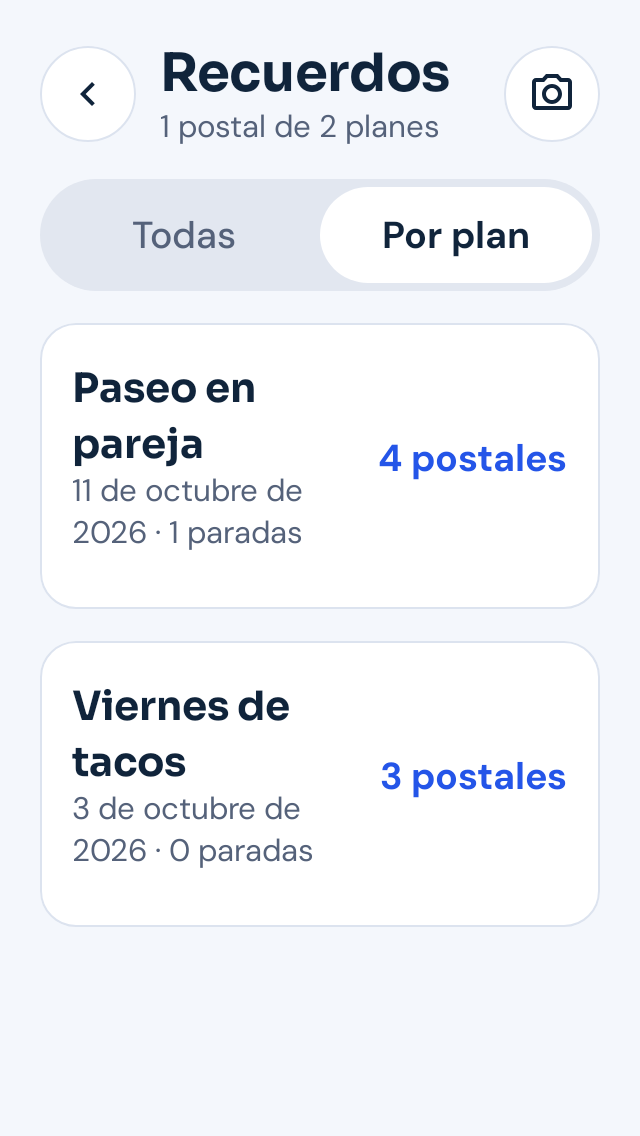 Recuerdos
1 postal de 2 planes
Todas
Por plan
Paseo en
pareja
11 de octubre de
2026 · 1 paradas
4 postales
Viernes de
tacos
3 de octubre de
2026 · 0 paradas
3 postales